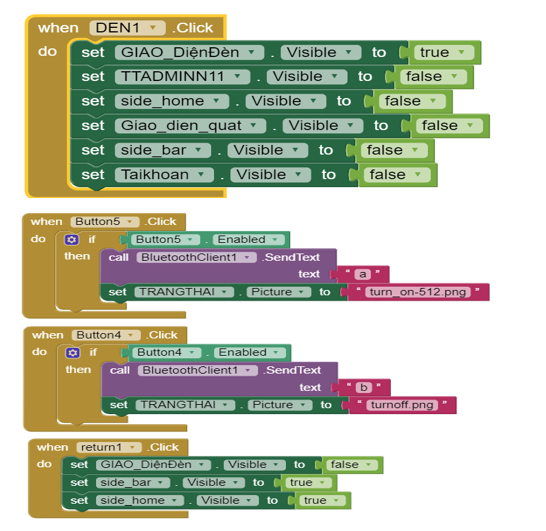 when DEN1 .Click
do set GIAO_DiệnĐèn . Visible to true
set TTADMINN11 . Visible to false
set side_home . Visible to false
set Giao_dien_quat . Visible to false
set side_bar . Visible to false
set Taikhoan . Visible to false
when Button5 .Click
do if Button5 . Enabled
then call BluetoothClient1 .SendText
text " a "
set TRANGTHAI . Picture to " turn_on-512.png "
when Button4 .Click
do if Button4 . Enabled
then call BluetoothClient1 .SendText
text " b "
set TRANGTHAI . Picture to " turnoff.png "
when return1 .Click
do set GIAO_DiệnĐèn . Visible to false
set side_bar . Visible to true
set side_home . Visible to true